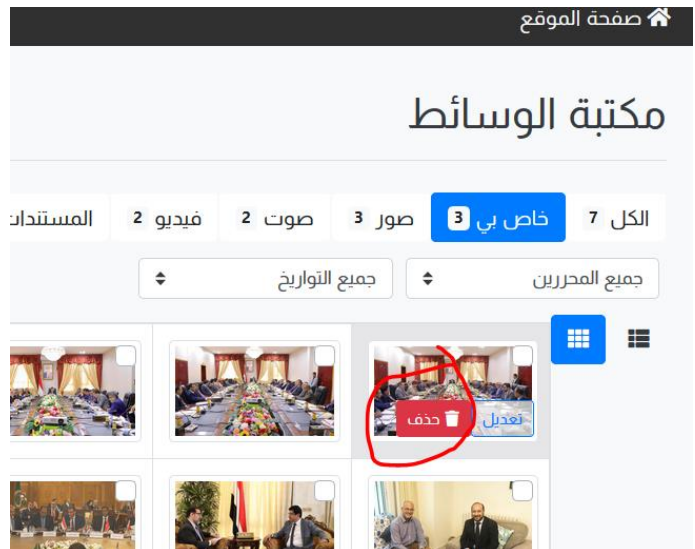 صفحة الموقع
مكتبة الوسائط
الكل 7 خاص بي 3 صور 3 صوت 2 فيديو 2 المستندات
جميع المحررين جميع التواريخ
تعديل حذف